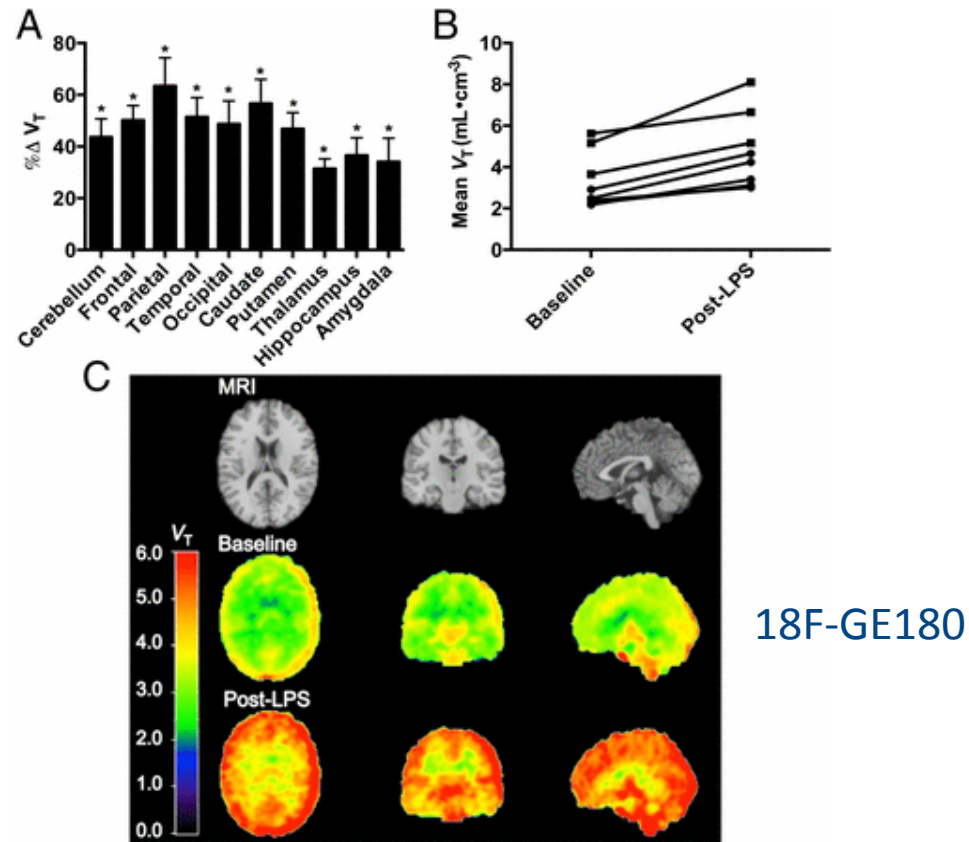 A
80
60
40
20
0
%Δ VT
*
*
*
*
*
*
*
*
*
*
Cerebellum
Frontal
Parietal
Temporal
Occipital
Caudate
Putamen
Thalamus
Hippocampus
Amygdala
B
10
8
6
4
2
0
Mean VT (mL•cm-3)
Baseline
Post-LPS
C
MRI
VT
Baseline
6.0
5.0
4.0
3.0
2.0
1.0
0.0
Post-LPS
18F-GE180